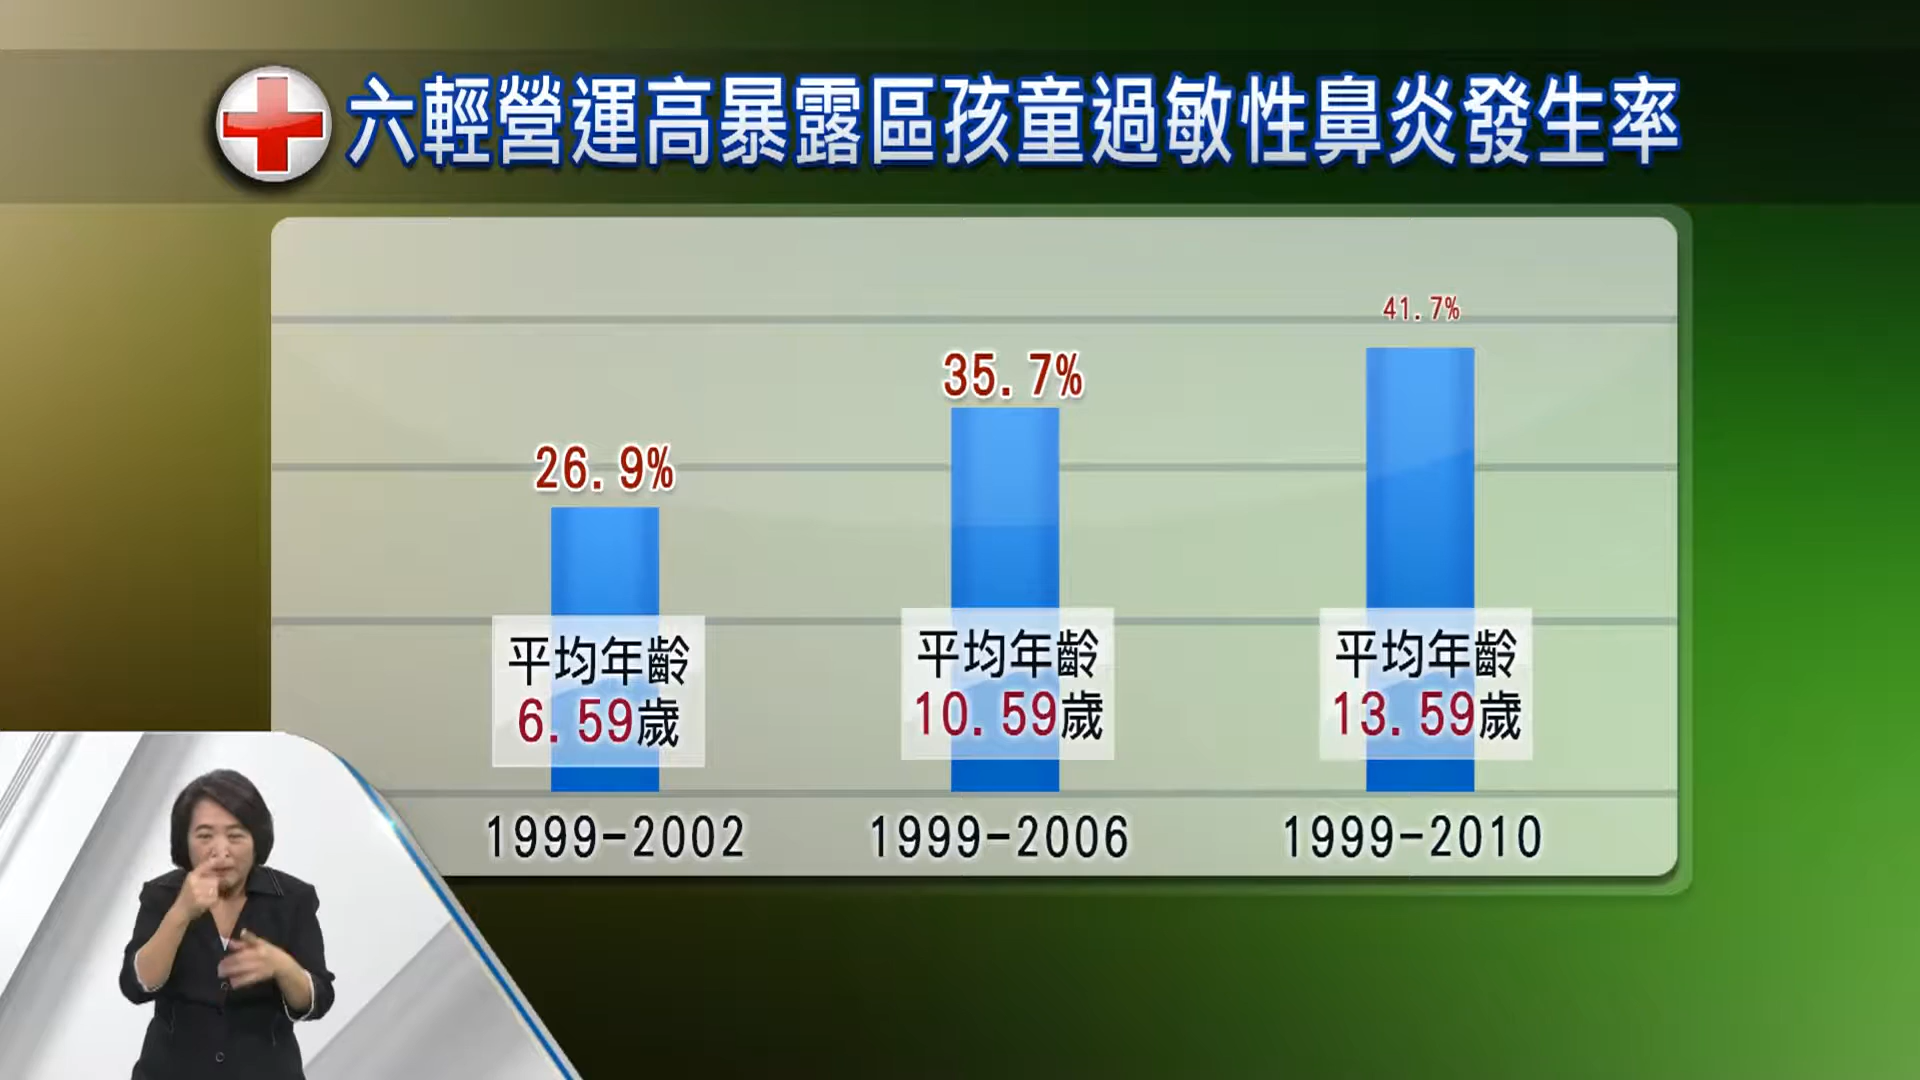 六輕營運高暴露區孩童過敏性鼻炎發生率
26.9%
35.7%
41.7%
平均年齡
6.59歲
平均年齡
10.59歲
平均年齡
13.59歲
1999-2002
1999-2006
1999-2010